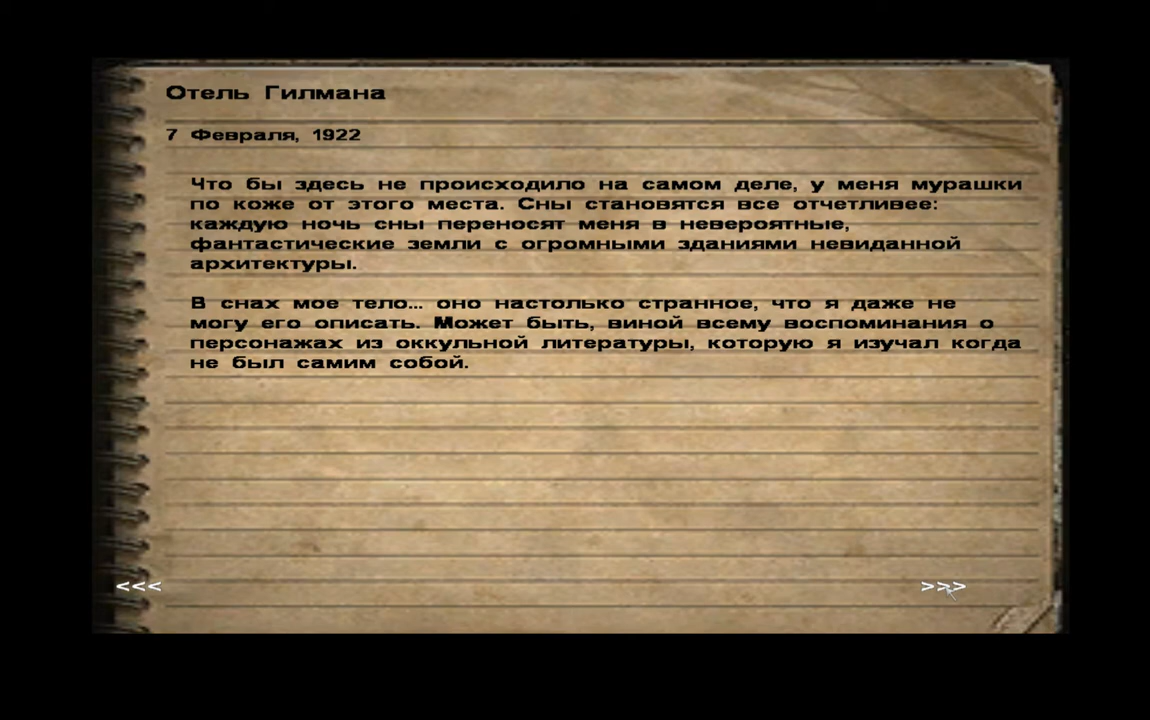 Отель Гилмана
7 Февраля, 1922
Что бы здесь не происходило на самом деле, у меня мурашки
по коже от этого места. Сны становятся все отчетливее:
каждую ночь сны переносят меня в невероятные,
фантастические земли с огромными зданиями невиданной
архитектуры.
В снах мое тело... оно настолько странное, что я даже не
могу его описать. Может быть, виной всему воспоминания о
персонажах из оккульной литературы, которую я изучал когда
не был самим собой.
<<< >>>